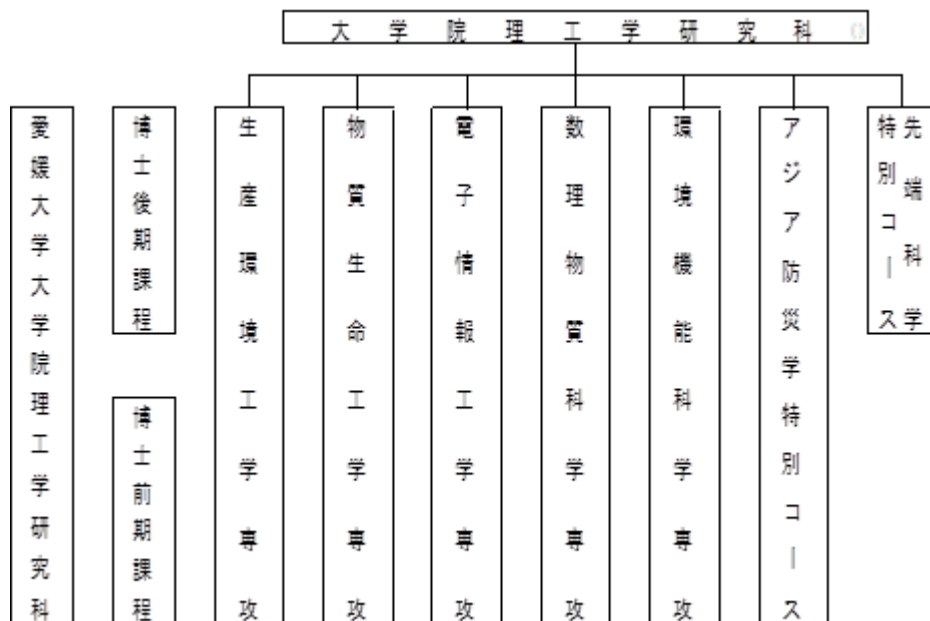 大学院理工学研究科
愛媛大学大学院理工学研究科
博士後期課程
博士前期課程
生産環境工学専攻
物質生命工学専攻
電子情報工学専攻
数理物質科学専攻
環境機能科学専攻
アジア防災学特別コース
先端科学
特別コース